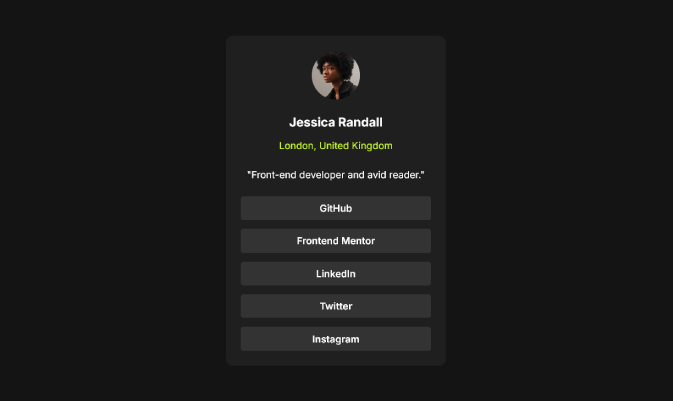 Jessica Randall
London, United Kingdom
"Front-end developer and avid reader."
GitHub
Frontend Mentor
LinkedIn
Twitter
Instagram